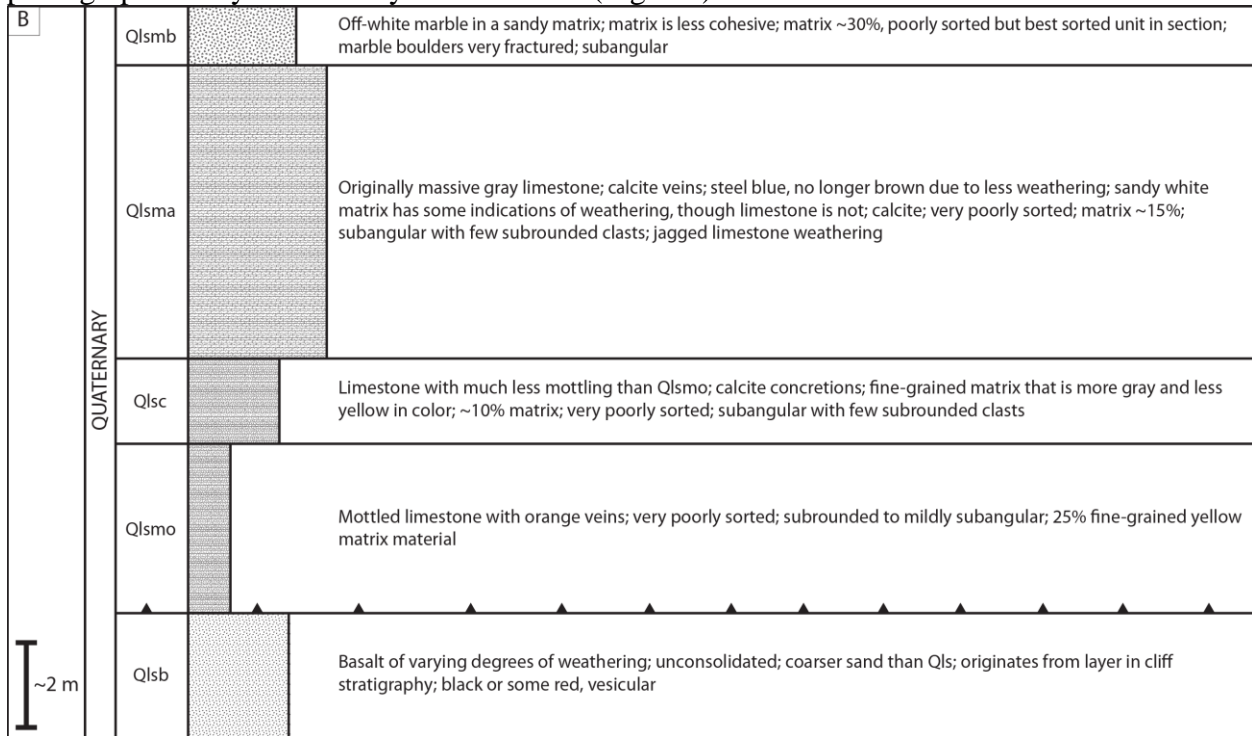 B
QUATERNARY
Qlsmb
Off-white marble in a sandy matrix; matrix is less cohesive; matrix ~30%, poorly sorted but best sorted unit in section;
marble boulders very fractured; subangular
Qlsma
Originally massive gray limestone; calcite veins; steel blue, no longer brown due to less weathering; sandy white
matrix has some indications of weathering, though limestone is not; calcite; very poorly sorted; matrix ~15%;
subangular with few subrounded clasts; jagged limestone weathering
Qlsc
Limestone with much less mottling than Qlsmo; calcite concretions; fine-grained matrix that is more gray and less
yellow in color; ~10% matrix; very poorly sorted; subangular with few subrounded clasts
Qlsmo
Mottled limestone with orange veins; very poorly sorted; subrounded to mildly subangular; 25% fine-grained yellow
matrix material
Qlsb
Basalt of varying degrees of weathering; unconsolidated; coarser sand than Qls; originates from layer in cliff
stratigraphy; black or some red, vesicular
~2 m